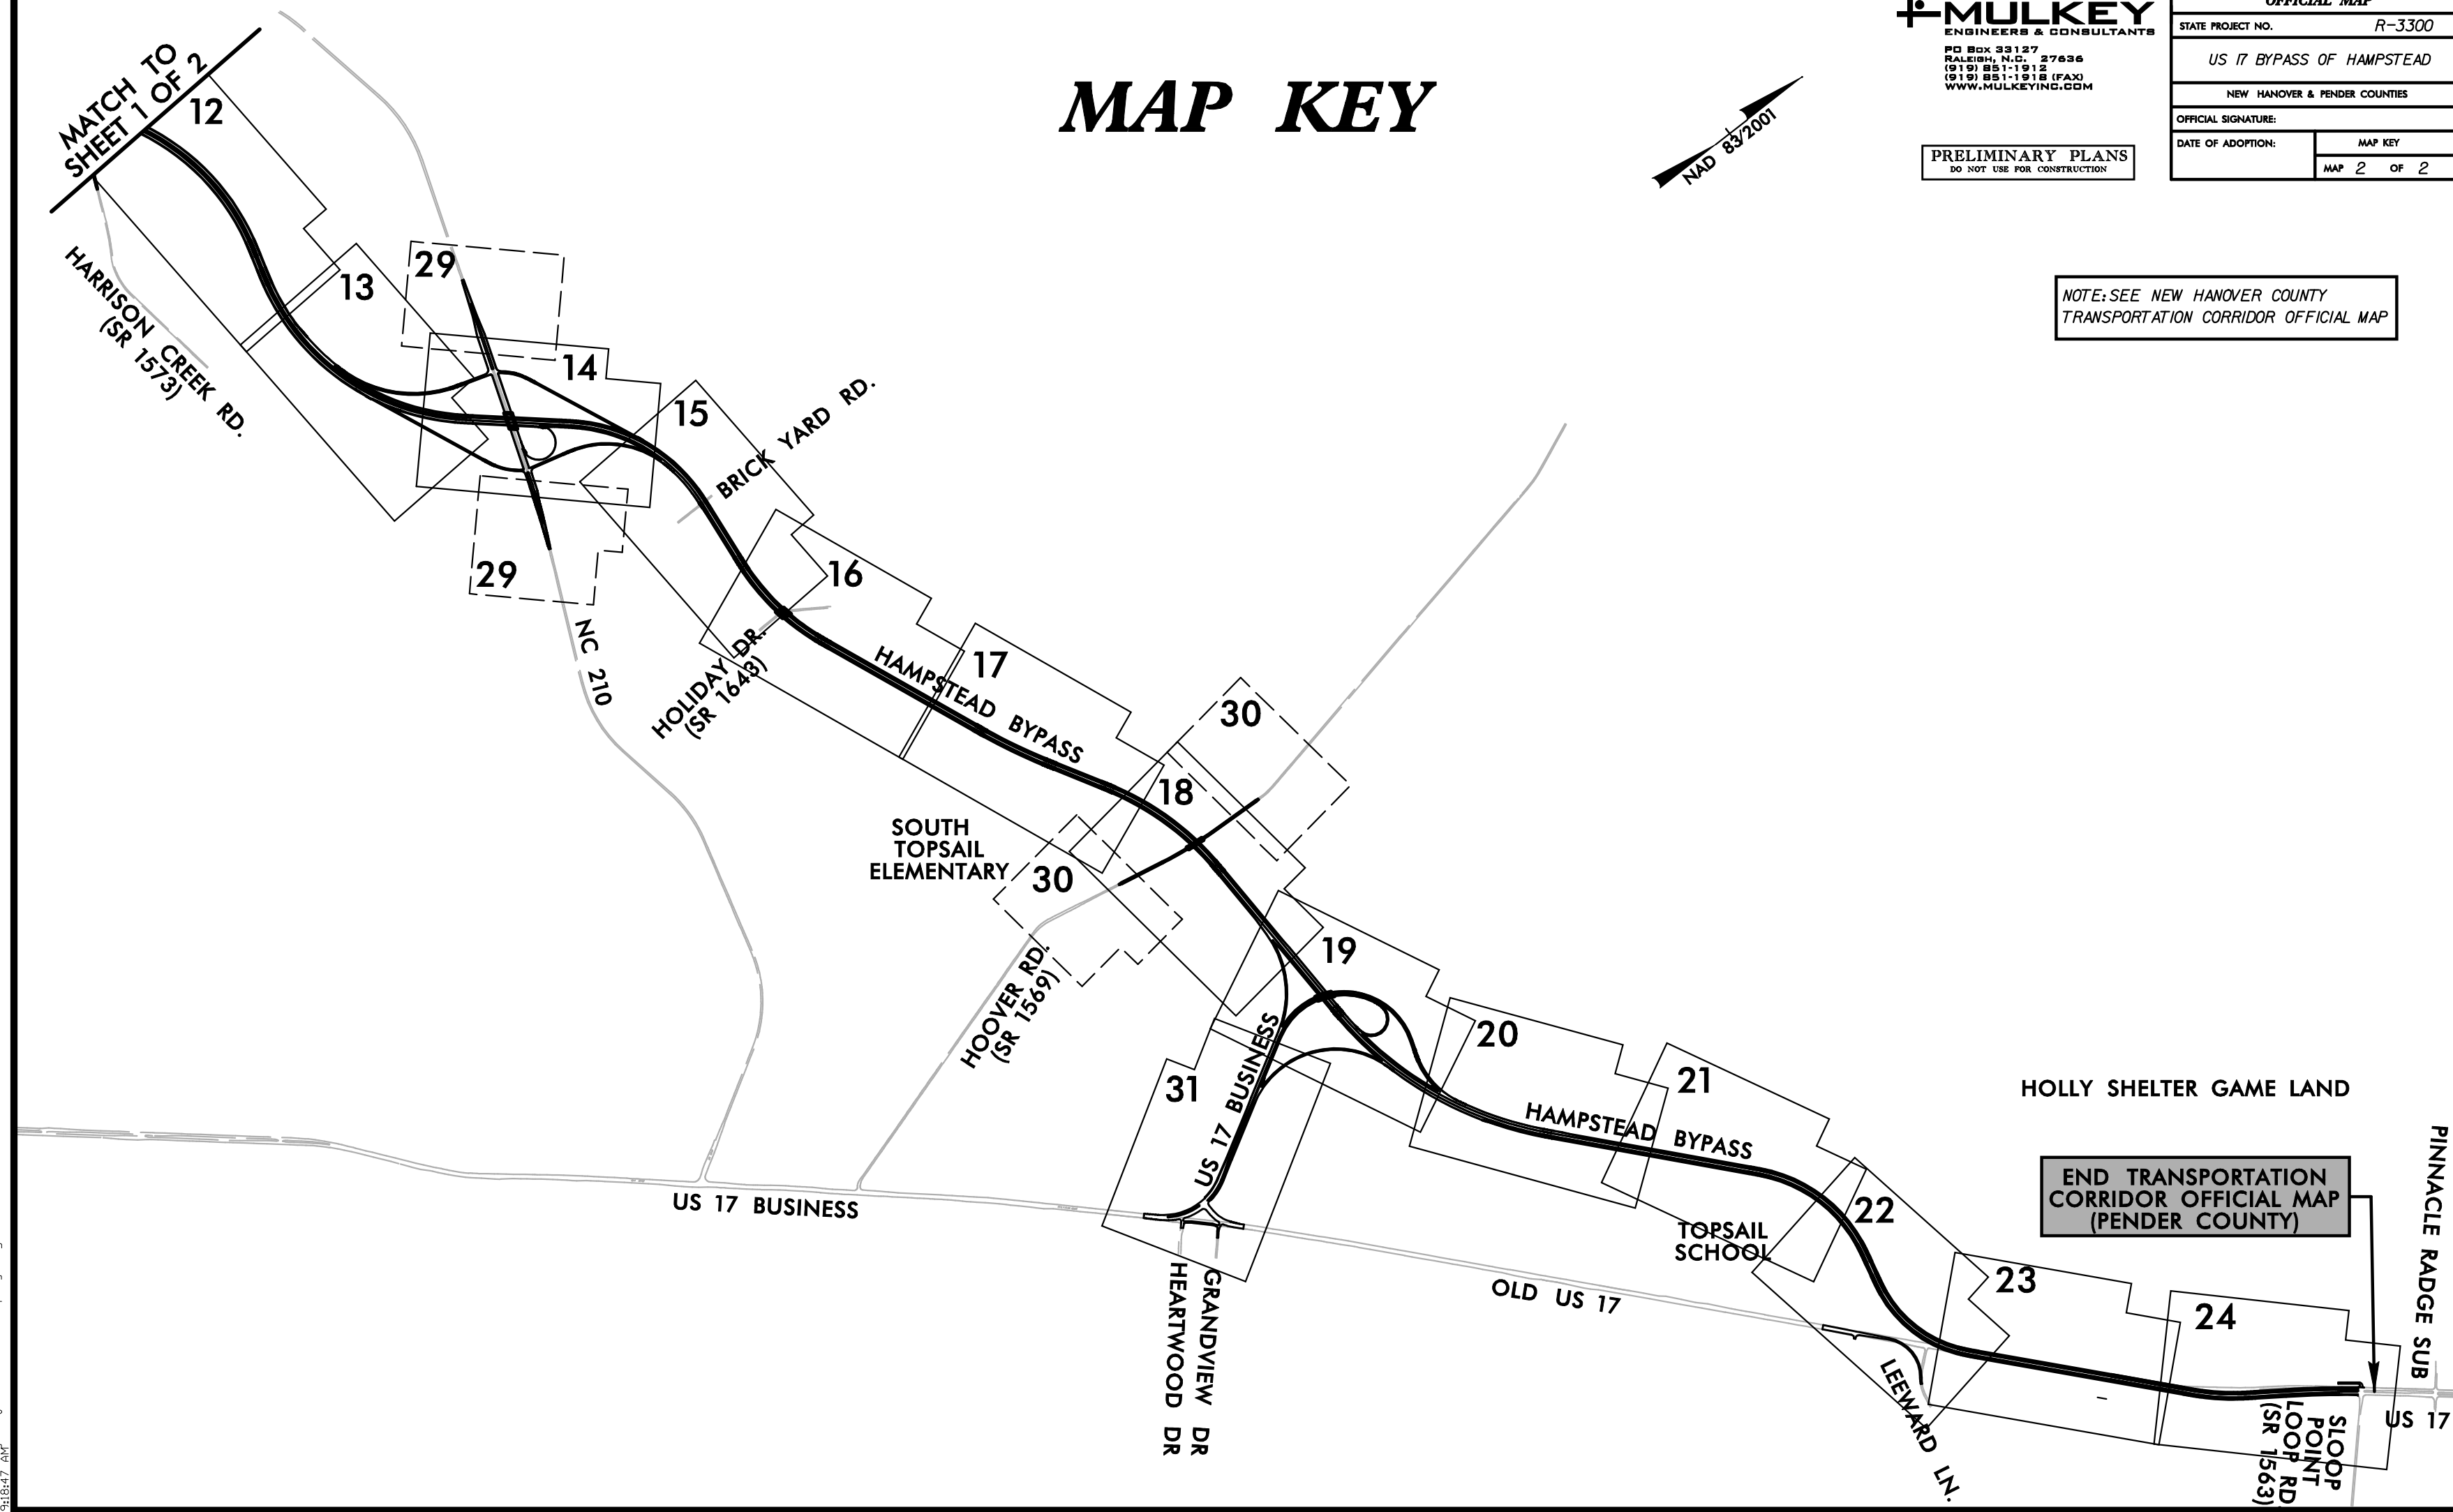 MAP KEY
MULKEY
ENGINEERS & CONSULTANTS
PO Box 33127
RALEIGH, N.C. 27636
(919) 851-1912
(919) 851-1918 (FAX)
WWW.MULKEYINC.COM
PRELIMINARY PLANS
DO NOT USE FOR CONSTRUCTION
OFFICIAL MAP
STATE PROJECT NO. R-3300
US 17 BYPASS OF HAMPSTEAD
NEW HANOVER & PENDER COUNTIES
OFFICIAL SIGNATURE:
DATE OF ADOPTION:
MAP KEY
MAP 2 OF 2
NAD 83/2001
NOTE: SEE NEW HANOVER COUNTY
TRANSPORTATION CORRIDOR OFFICIAL MAP
MATCH TO
SHEET 1 OF 2
12
HARRISON CREEK RD.
(SR 1573)
13
29
14
15
BRICK YARD RD.
29
NC 210
16
HOLIDAY DR.
(SR 1643)
17
HAMPSTEAD BYPASS
30
18
SOUTH
TOPSAIL
ELEMENTARY
30
HOOVER RD.
(SR 1569)
19
20
31
US 17 BUSINESS
21
HAMPSTEAD BYPASS
HOLLY SHELTER GAME LAND
END TRANSPORTATION
CORRIDOR OFFICIAL MAP
(PENDER COUNTY)
PINNACLE RADGE SUB
US 17 BUSINESS
22
TOPSAIL
SCHOOL
OLD US 17
23
24
HEARTWOOD DR
GRANDVIEW DR
LEEWARD LN.
SLOOP
POINT
LOOP RD
(SR 1563)
US 17
9:18:47 AM